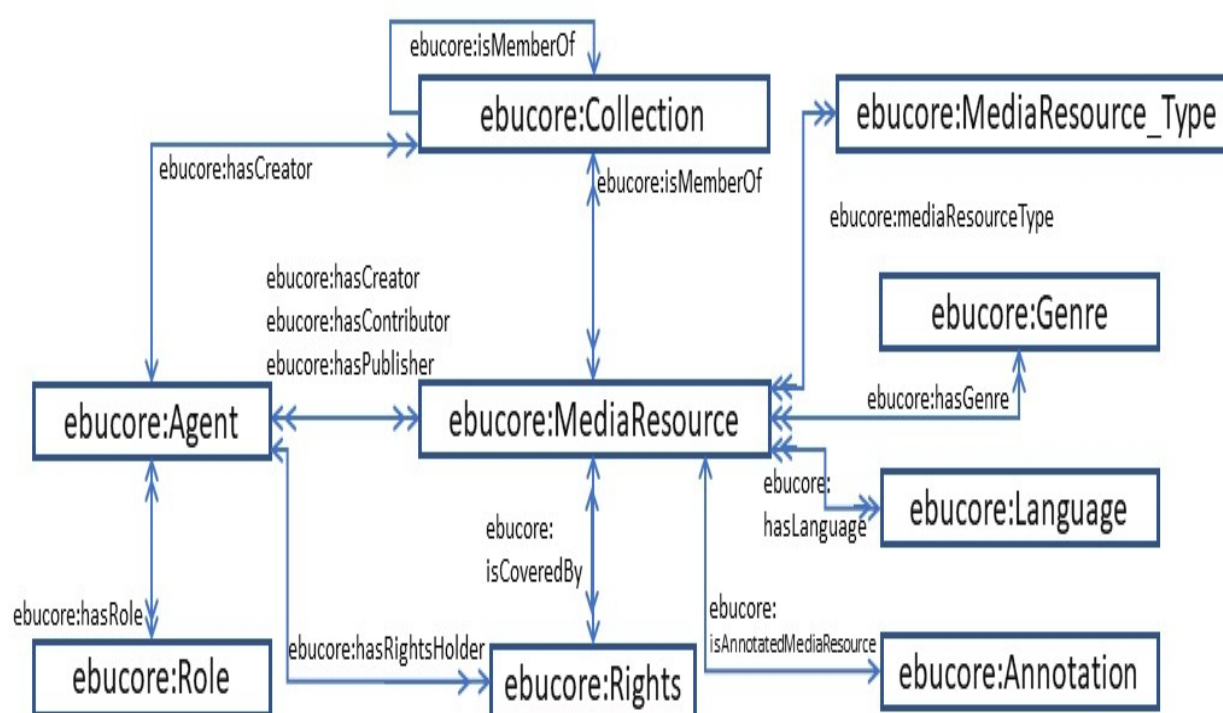 ebucore:isMemberOf
ebucore:Collection
ebucore:MediaResource_Type
ebucore:hasCreator
ebucore:isMemberOf
ebucore:mediaResourceType
ebucore:hasCreator
ebucore:hasContributor
ebucore:hasPublisher
ebucore:Genre
ebucore:Agent
ebucore:MediaResource
ebucore:hasGenre
ebucore:
hasLanguage
ebucore:Language
ebucore:
isCoveredBy
ebucore:hasRole
ebucore:hasRightsHolder
ebucore:
isAnnotatedMediaResource
ebucore:Role
ebucore:Rights
ebucore:Annotation